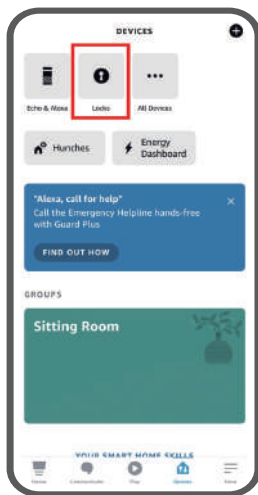 DEVICES
Echo & Alexa
Locks
All Devices
Hunches
Energy
Dashboard
"Alexa, call for help"
Call the Emergency Helpline hands-free
with Guard Plus
FIND OUT HOW
GROUPS
Sitting Room
YOUR SMART HOME SKILLS
Home
Communicate
Play
Devices
More